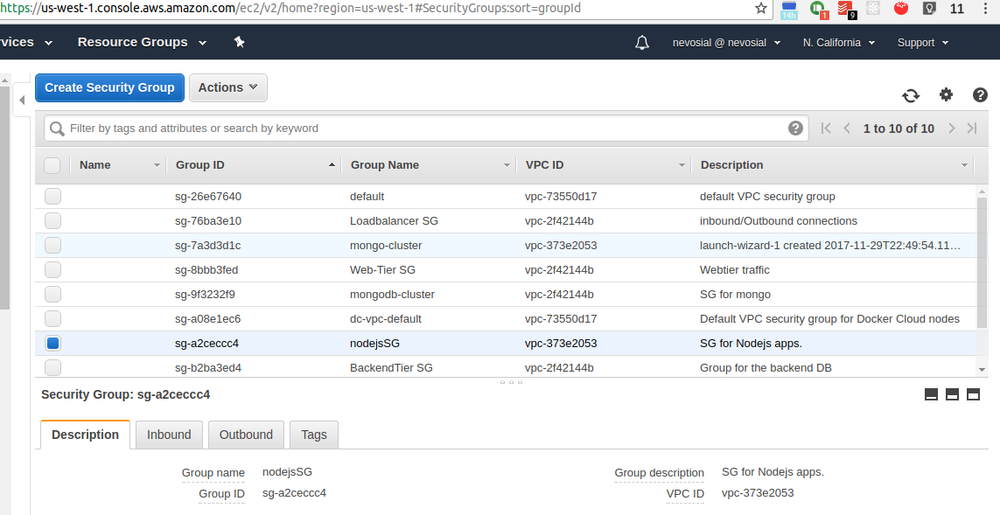 https://us-west-1.console.aws.amazon.com/ec2/v2/home?region=us-west-1#SecurityGroups:sort=groupId 14h 1 9 11
vices Resource Groups nevosial @ nevosial N. California Support
Create Security Group Actions
Filter by tags and attributes or search by keyword ? 1 to 10 of 10
Name Group ID Group Name VPC ID Description
sg-26e67640 default vpc-73550d17 default VPC security group
sg-76ba3e10 Loadbalancer SG vpc-2f42144b inbound/Outbound connections
sg-7a3d3d1c mongo-cluster vpc-373e2053 launch-wizard-1 created 2017-11-29T22:49:54.11…
sg-8bbb3fed Web-Tier SG vpc-2f42144b Webtier traffic
sg-9f3232f9 mongodb-cluster vpc-2f42144b SG for mongo
sg-a08e1ec6 dc-vpc-default vpc-73550d17 Default VPC security group for Docker Cloud nodes
sg-a2ceccc4 nodejsSG vpc-373e2053 SG for Nodejs apps.
sg-b2ba3ed4 BackendTier SG vpc-2f42144b Group for the backend DB
Security Group: sg-a2ceccc4
Description Inbound Outbound Tags
Group name nodejsSG Group description SG for Nodejs apps.
Group ID sg-a2ceccc4 VPC ID vpc-373e2053